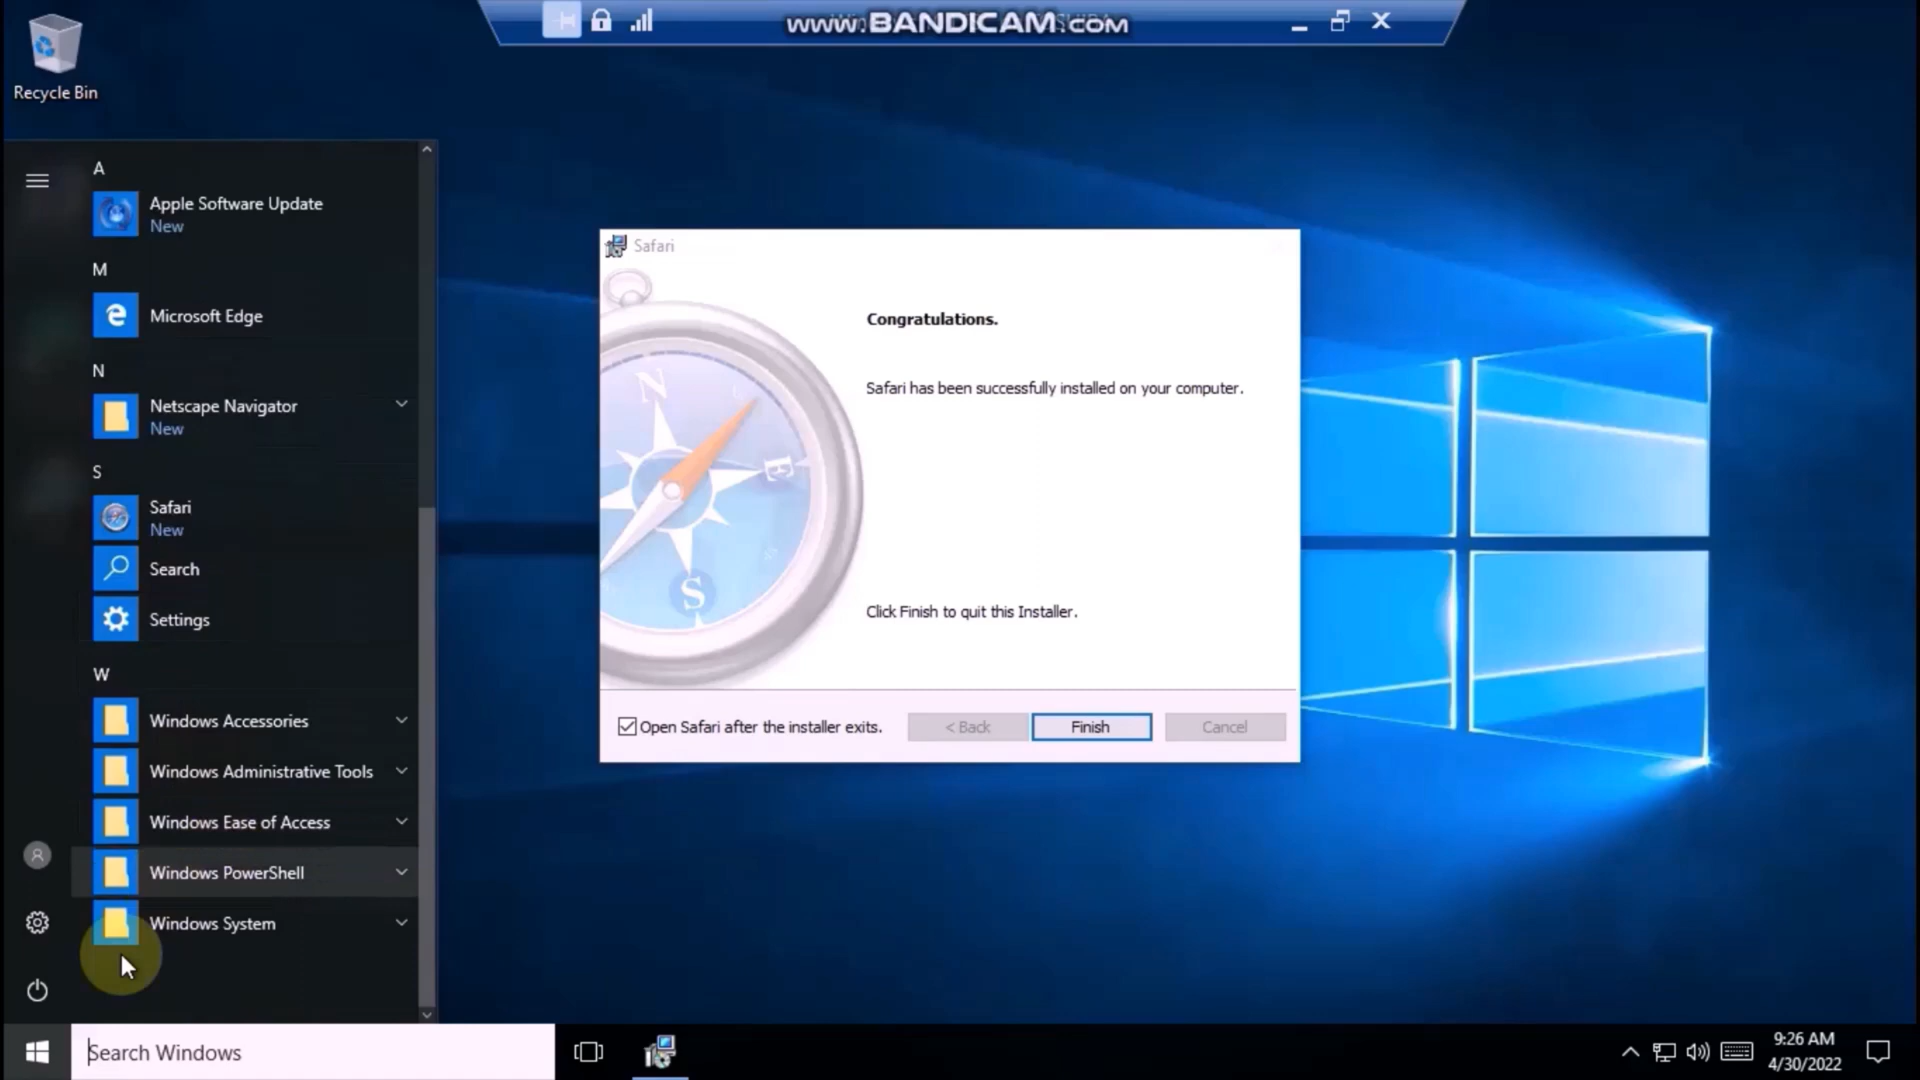 www.BANDICAM.com
Recycle Bin
A
Apple Software Update
New
M
Microsoft Edge
N
Netscape Navigator
New
S
Safari
New
Search
Settings
W
Windows Accessories
Windows Administrative Tools
Windows Ease of Access
Windows PowerShell
Windows System
Safari
N
E
S
Congratulations.
Safari has been successfully installed on your computer.
Click Finish to quit this Installer.
Open Safari after the installer exits.
< Back
Finish
Cancel
Search Windows
9:26 AM
4/30/2022